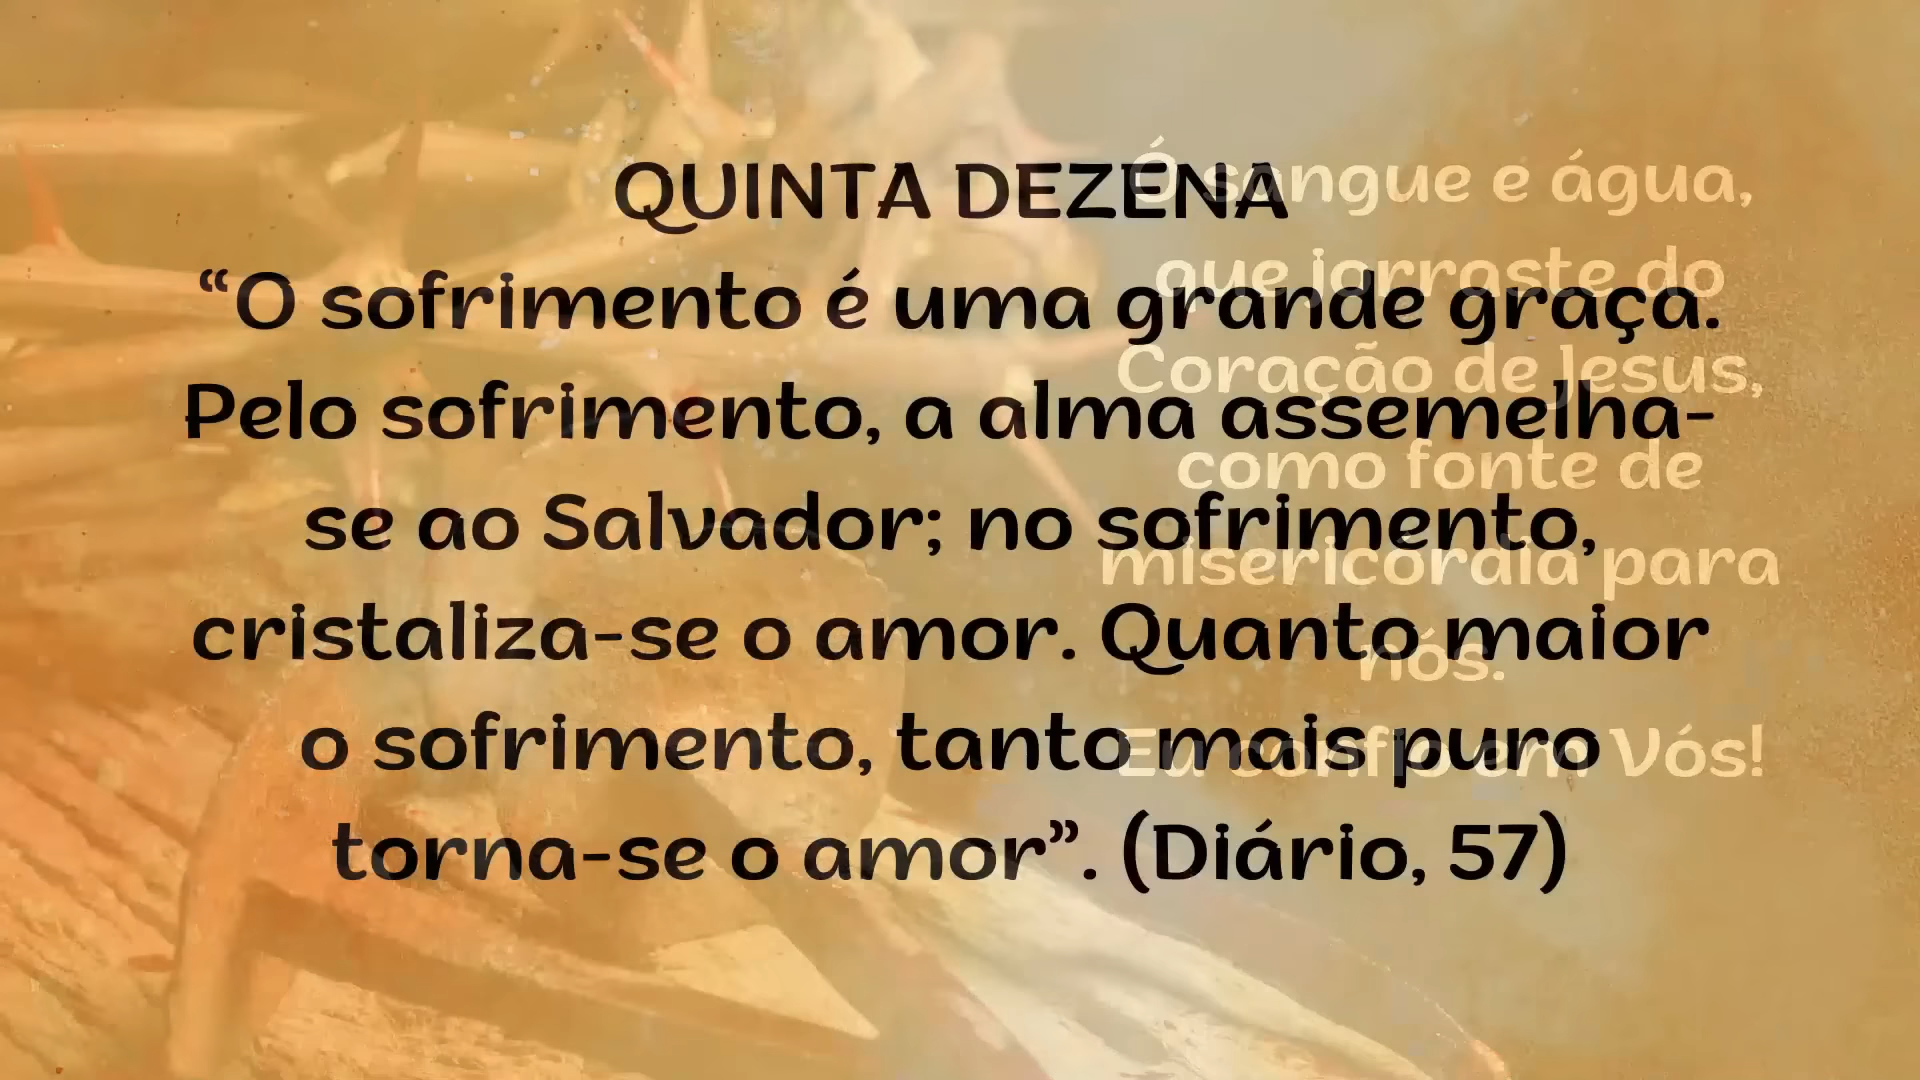 QUINTA DEZENA
“O sofrimento é uma grande graça.
Pelo sofrimento, a alma assemelha-
se ao Salvador; no sofrimento,
cristaliza-se o amor. Quanto maior
o sofrimento, tanto mais puro
torna-se o amor”. (Diário, 57)
Ó sangue e água,
que jorraste do
Coração de Jesus,
como fonte de
misericórdia para
nós.
Eu confio em Vós!